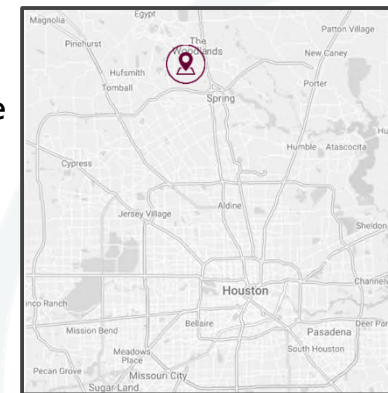 e
Magnolia
Egypt
Patton Village
Pinehurst
The
Woodlands
New Caney
Hufsmith
Porter
Tomball
Spring
Humble
Atascocita
Hu
Cypress
Aldine
Jersey Village
Sheldon
Channelv
Houston
nco Ranch
Mission Bend
Bellaire
Pasadena
Deer Par
Meadows
Place
South Houston
Pecan Grove
Missouri City
Sugar Land